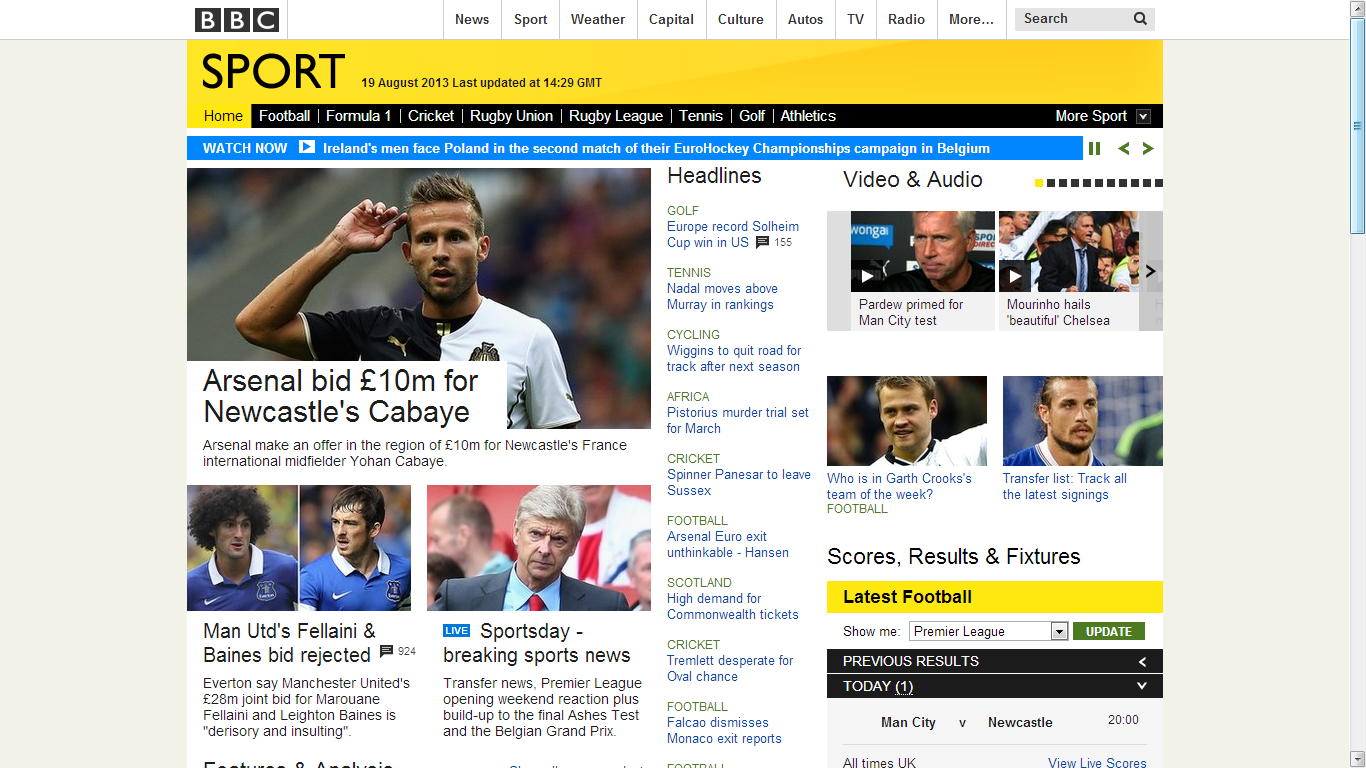 BBC
News Sport Weather Capital Culture Autos TV Radio More... Search
SPORT 19 August 2013 Last updated at 14:29 GMT
Home Football Formula 1 Cricket Rugby Union Rugby League Tennis Golf Athletics More Sport
WATCH NOW Ireland's men face Poland in the second match of their EuroHockey Championships campaign in Belgium
Arsenal bid £10m for
Newcastle's Cabaye
Arsenal make an offer in the region of £10m for Newcastle's France
international midfielder Yohan Cabaye.
Man Utd's Fellaini &
Baines bid rejected 924
Everton say Manchester United's
£28m joint bid for Marouane
Fellaini and Leighton Baines is
"derisory and insulting".
LIVE Sportsday -
breaking sports news
Transfer news, Premier League
opening weekend reaction plus
build-up to the final Ashes Test
and the Belgian Grand Prix.
Headlines
GOLF
Europe record Solheim
Cup win in US 155
TENNIS
Nadal moves above
Murray in rankings
CYCLING
Wiggins to quit road for
track after next season
AFRICA
Pistorius murder trial set
for March
CRICKET
Spinner Panesar to leave
Sussex
FOOTBALL
Arsenal Euro exit
unthinkable - Hansen
SCOTLAND
High demand for
Commonwealth tickets
CRICKET
Tremlett desperate for
Oval chance
FOOTBALL
Falcao dismisses
Monaco exit reports
Video & Audio
wongai
Pardew primed for
Man City test
Mourinho hails
'beautiful' Chelsea
Who is in Garth Crooks's
team of the week?
FOOTBALL
Transfer list: Track all
the latest signings
Scores, Results & Fixtures
Latest Football
Show me: Premier League UPDATE
PREVIOUS RESULTS
TODAY (1)
Man City v Newcastle 20:00
All times UK View Live Scores
Features & Analysis
FOOTBALL